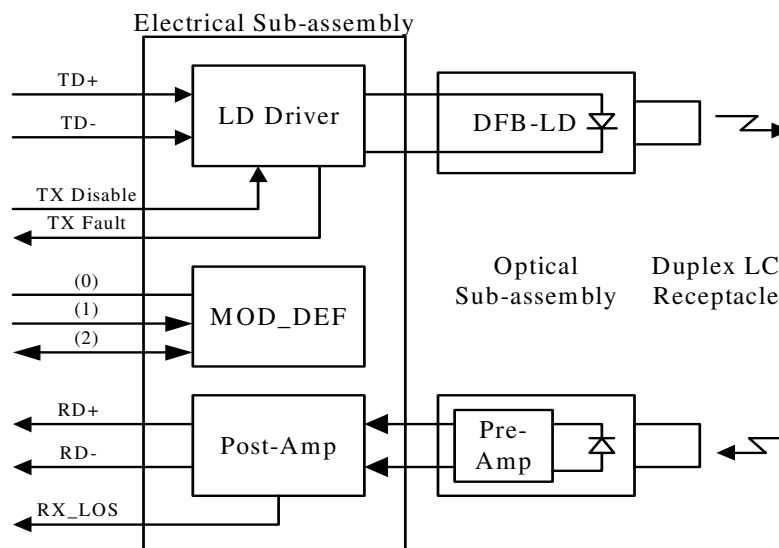 Electrical Sub-assembly
TD+
TD-
LD Driver
DFB-LD
TX Disable
TX Fault
(0)
(1)
(2)
MOD_DEF
Optical
Sub-assembly
Duplex LC
Receptacle
RD+
RD-
Post-Amp
Pre-
Amp
RX_LOS